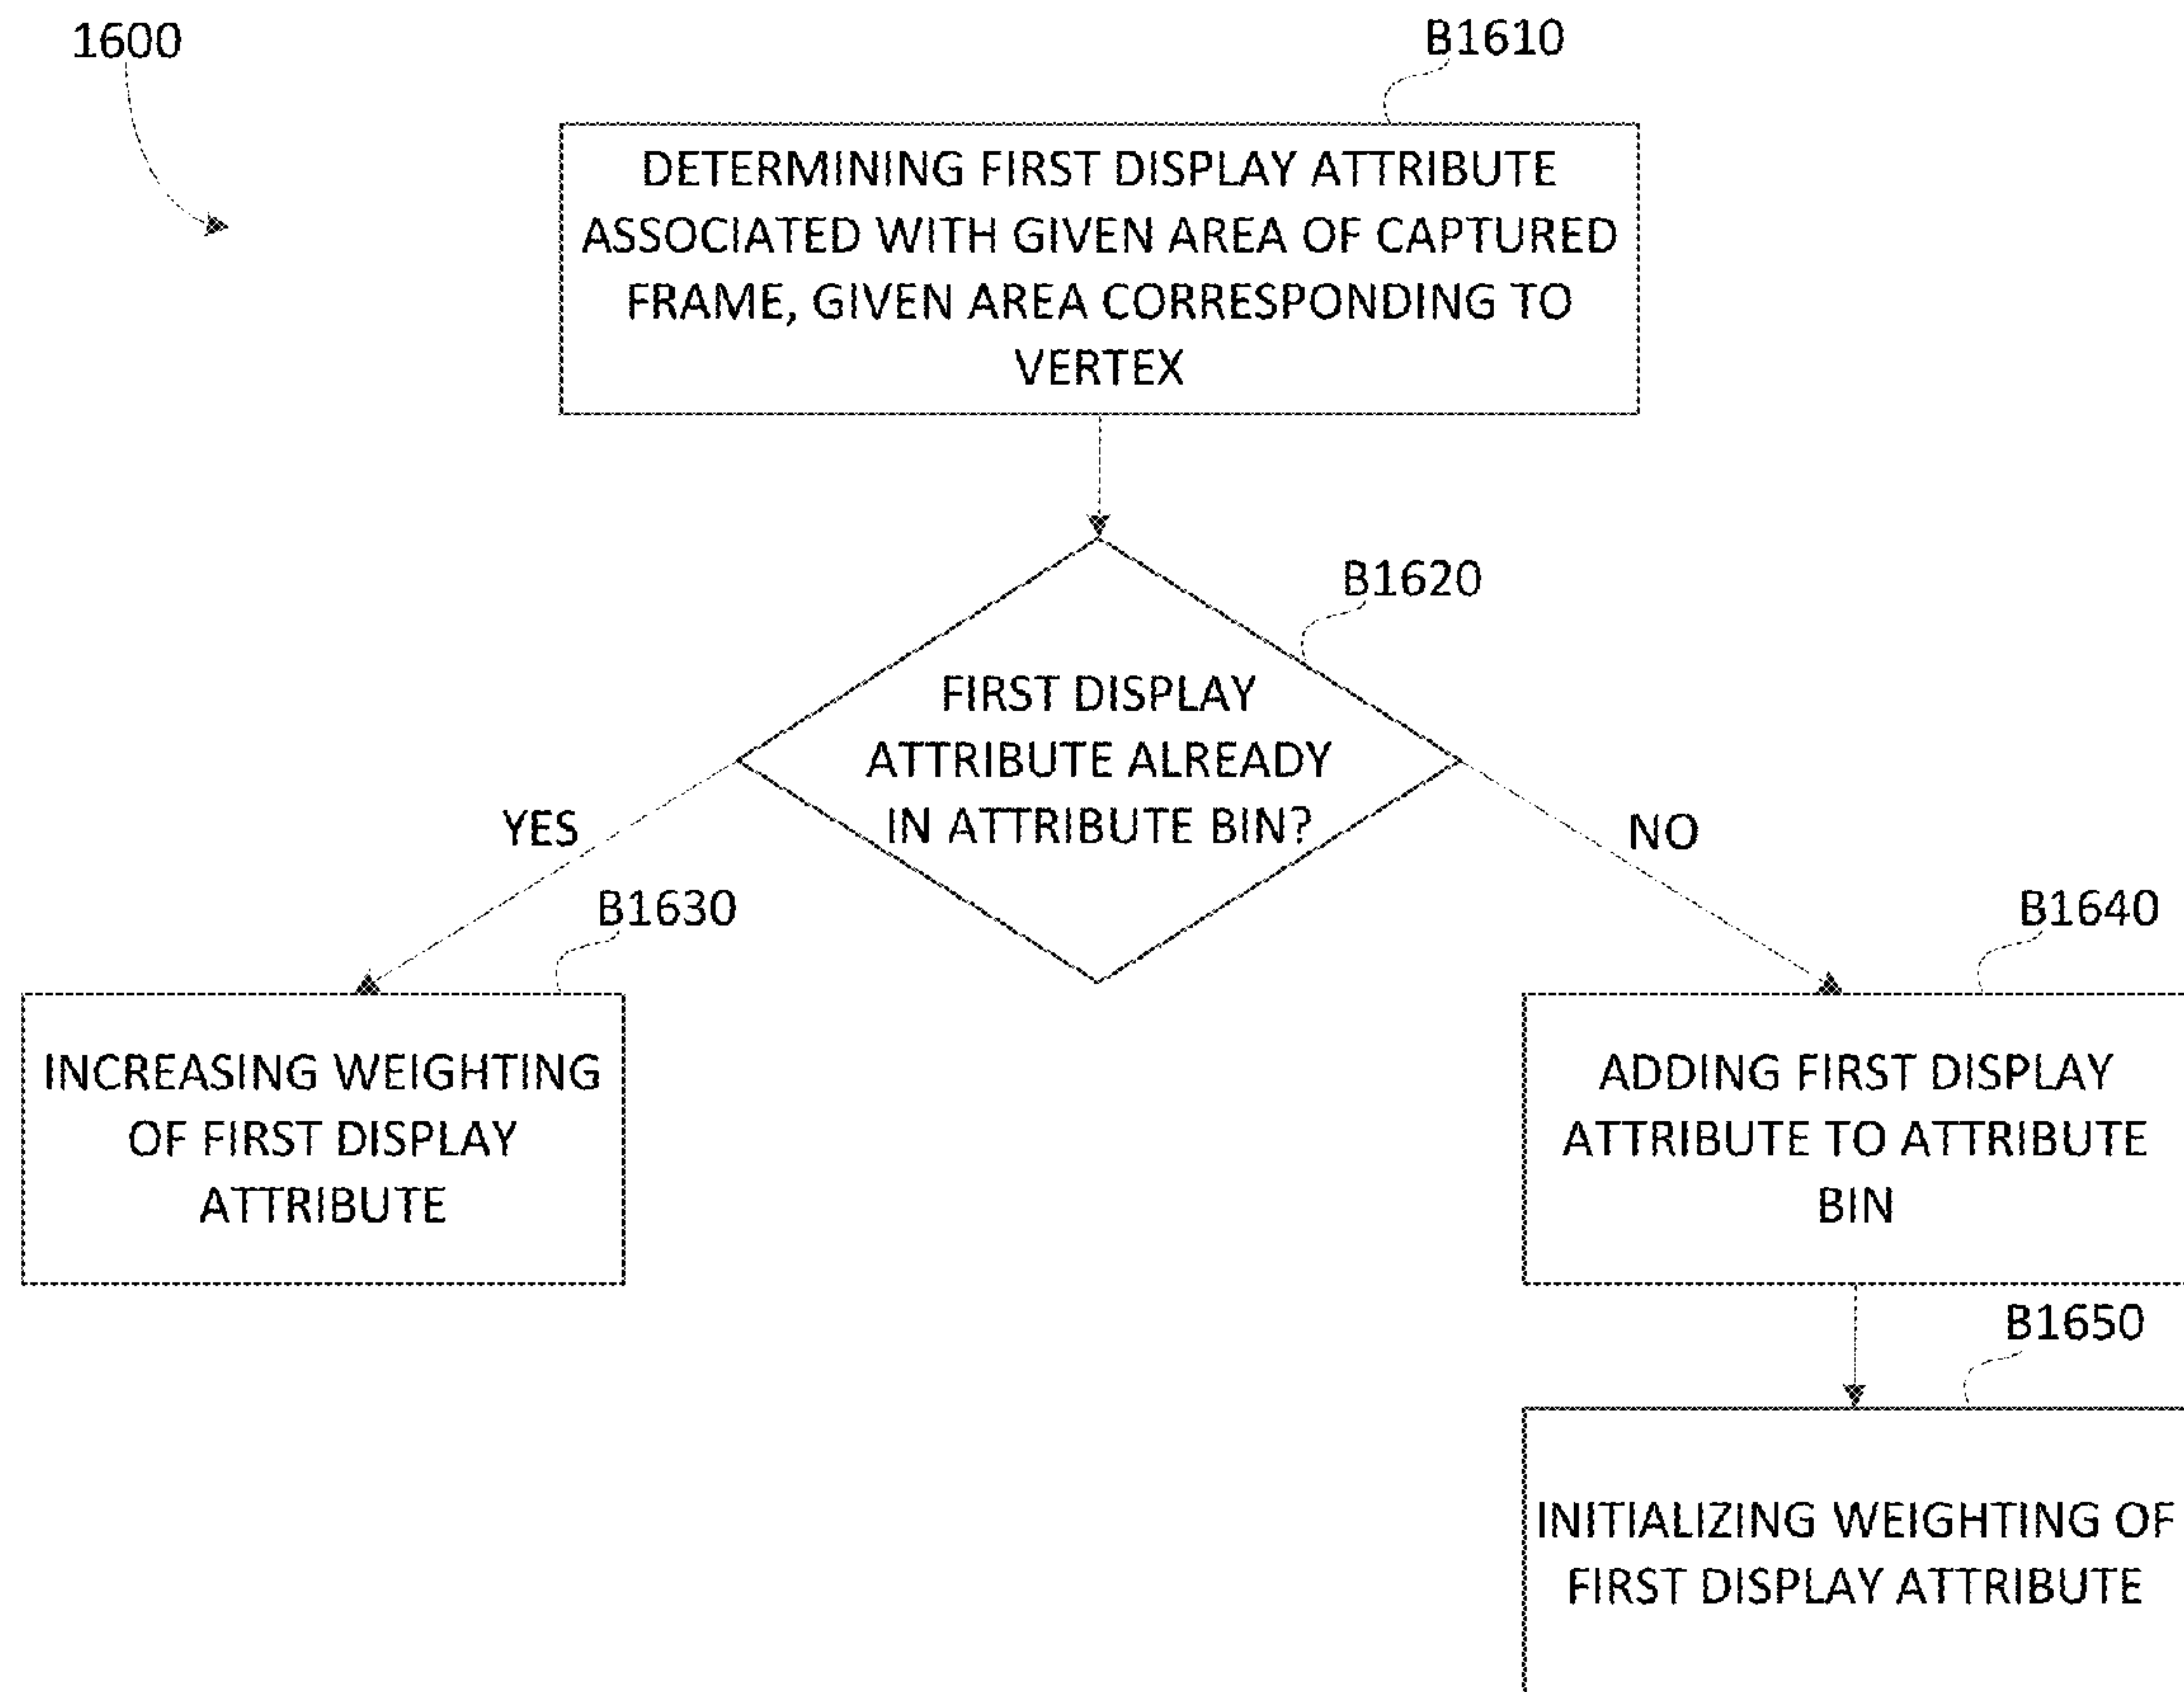 1600
B1610
DETERMINING FIRST DISPLAY ATTRIBUTE
ASSOCIATED WITH GIVEN AREA OF CAPTURED
FRAME, GIVEN AREA CORRESPONDING TO
VERTEX
B1620
FIRST DISPLAY
ATTRIBUTE ALREADY
IN ATTRIBUTE BIN?
YES
NO
B1630
INCREASING WEIGHTING
OF FIRST DISPLAY
ATTRIBUTE
B1640
ADDING FIRST DISPLAY
ATTRIBUTE TO ATTRIBUTE
BIN
B1650
INITIALIZING WEIGHTING OF
FIRST DISPLAY ATTRIBUTE